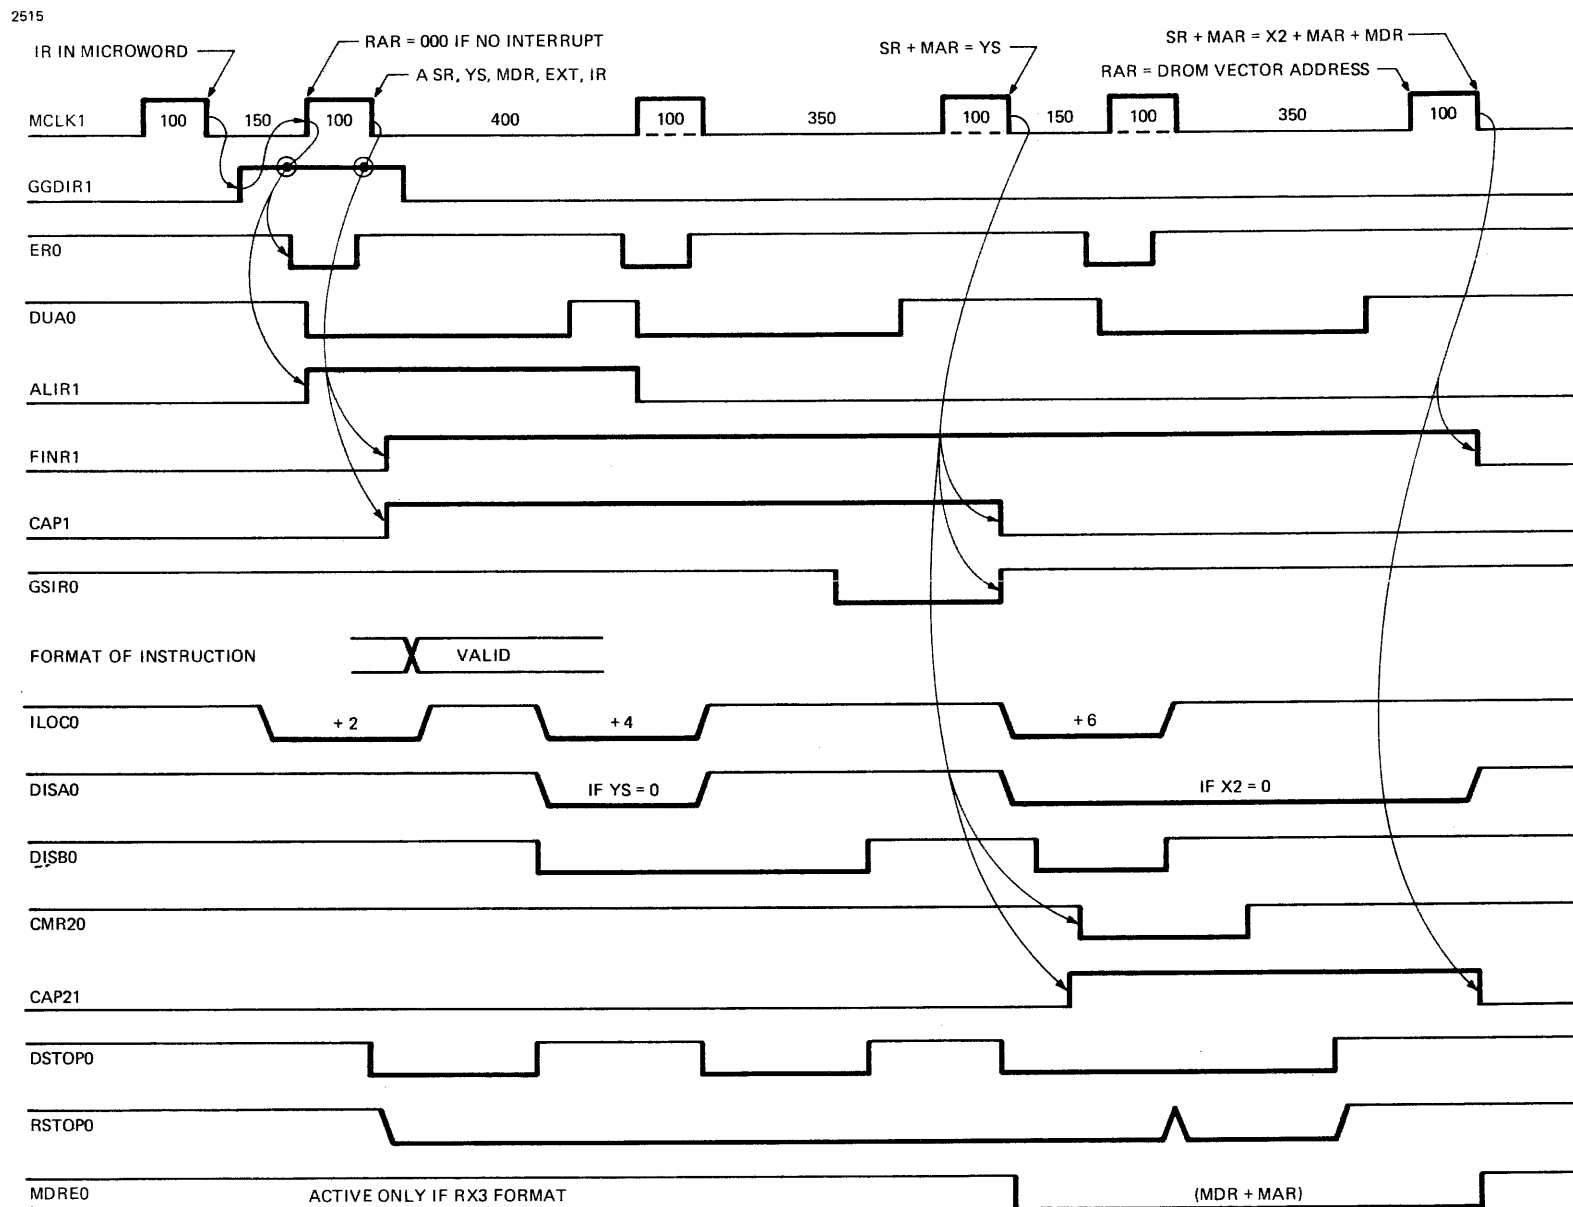 2515
IR IN MICROWORD
RAR = 000 IF NO INTERRUPT
A SR, YS, MDR, EXT, IR
SR + MAR = YS
SR + MAR = X2 + MAR + MDR
RAR = DROM VECTOR ADDRESS
MCLK1 100 150 100 400 100 350 100 150 100 350 100
GGDIR1
ER0
DUA0
ALIR1
FINR1
CAP1
GSIR0
FORMAT OF INSTRUCTION VALID
ILOC0 + 2 + 4 + 6
DISA0 IF YS = 0 IF X2 = 0
DISB0
CMR20
CAP21
DSTOP0
RSTOP0
MDRE0 ACTIVE ONLY IF RX3 FORMAT (MDR + MAR)